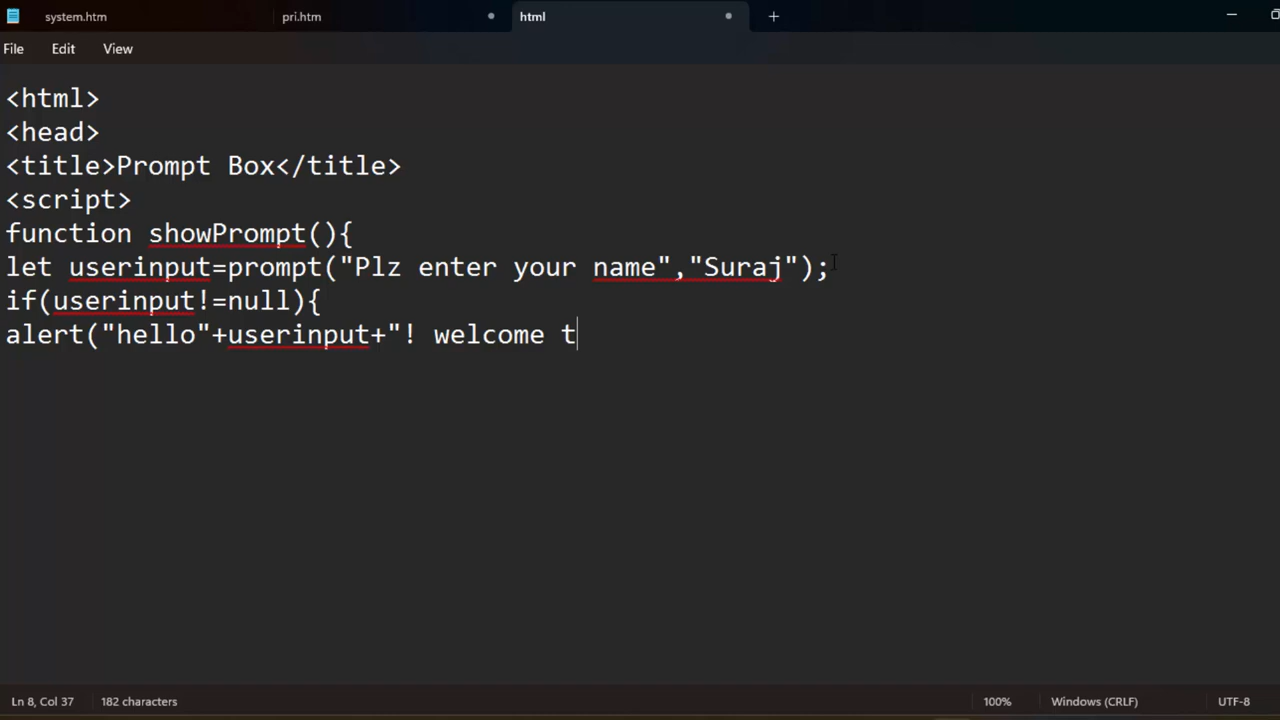 system.htm pri.htm html
File Edit View
<html>
<head>
<title>Prompt Box</title>
<script>
function showPrompt(){
let userinput=prompt("Plz enter your name","Suraj");
if(userinput!=null){
alert("hello"+userinput+"! welcome t
Ln 8, Col 37 182 characters 100% Windows (CRLF) UTF-8